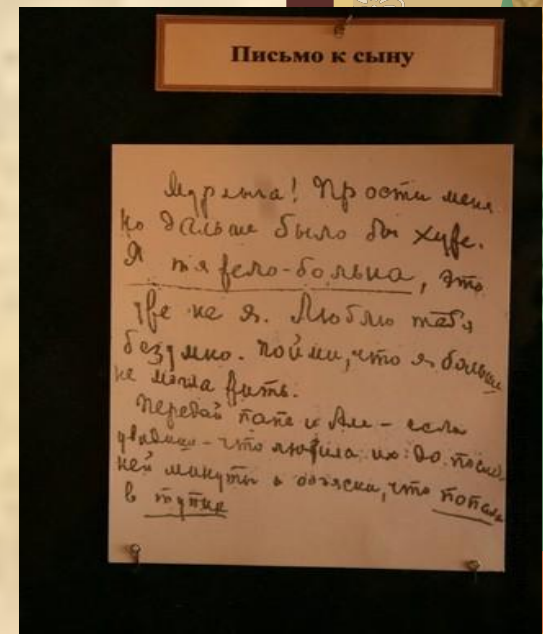 Письмо к сыну
Мурлыга! Прости меня
но дальше было бы хуже.
Я тяжело-больна, это
уже не я. Люблю тебя
безумно. Пойми, что я больше
не могла жить.
Передай папе и Але - если
увидишь - что любила их до послед.
ней минуты и объясни, что попала
в тупик